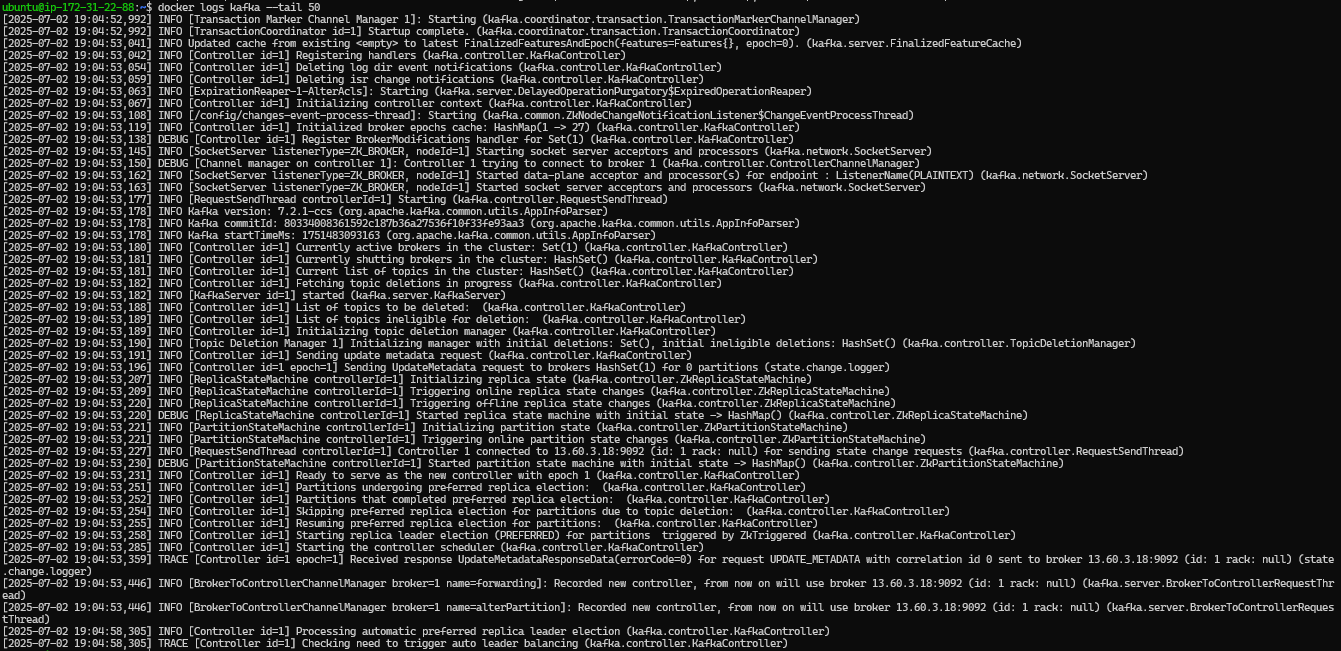 ubuntu@ip-172-31-22-88:~$ docker logs kafka --tail 50
[2025-07-02 19:04:52,992] INFO [Transaction Marker Channel Manager 1]: Starting (kafka.coordinator.transaction.TransactionMarkerChannelManager)
[2025-07-02 19:04:52,992] INFO [TransactionCoordinator id=1] Startup complete. (kafka.coordinator.transaction.TransactionCoordinator)
[2025-07-02 19:04:53,041] INFO Updated cache from existing <empty> to latest FinalizedFeaturesAndEpoch(features=Features{}, epoch=0). (kafka.server.FinalizedFeatureCache)
[2025-07-02 19:04:53,042] INFO [Controller id=1] Registering handlers (kafka.controller.KafkaController)
[2025-07-02 19:04:53,054] INFO [Controller id=1] Deleting log dir event notifications (kafka.controller.KafkaController)
[2025-07-02 19:04:53,059] INFO [Controller id=1] Deleting isr change notifications (kafka.controller.KafkaController)
[2025-07-02 19:04:53,063] INFO [ExpirationReaper-1-AlterAcls]: Starting (kafka.server.DelayedOperationPurgatory$ExpiredOperationReaper)
[2025-07-02 19:04:53,067] INFO [Controller id=1] Initializing controller context (kafka.controller.KafkaController)
[2025-07-02 19:04:53,108] INFO [/config/changes-event-process-thread]: Starting (kafka.common.ZkNodeChangeNotificationListener$ChangeEventProcessThread)
[2025-07-02 19:04:53,119] INFO [Controller id=1] Initialized broker epochs cache: HashMap(1 -> 27) (kafka.controller.KafkaController)
[2025-07-02 19:04:53,138] DEBUG [Controller id=1] Register BrokerModifications handler for Set(1) (kafka.controller.KafkaController)
[2025-07-02 19:04:53,145] INFO [SocketServer listenerType=ZK_BROKER, nodeId=1] Starting socket server acceptors and processors (kafka.network.SocketServer)
[2025-07-02 19:04:53,150] DEBUG [Channel manager on controller 1]: Controller 1 trying to connect to broker 1 (kafka.controller.ControllerChannelManager)
[2025-07-02 19:04:53,162] INFO [SocketServer listenerType=ZK_BROKER, nodeId=1] Started data-plane acceptor and processor(s) for endpoint : ListenerName(PLAINTEXT) (kafka.network.SocketServer)
[2025-07-02 19:04:53,163] INFO [SocketServer listenerType=ZK_BROKER, nodeId=1] Started socket server acceptors and processors (kafka.network.SocketServer)
[2025-07-02 19:04:53,177] INFO [RequestSendThread controllerId=1] Starting (kafka.controller.RequestSendThread)
[2025-07-02 19:04:53,178] INFO Kafka version: 7.2.1-ccs (org.apache.kafka.common.utils.AppInfoParser)
[2025-07-02 19:04:53,178] INFO Kafka commitId: 80334008361592c187b36a27536f10f33fe93aa3 (org.apache.kafka.common.utils.AppInfoParser)
[2025-07-02 19:04:53,178] INFO Kafka startTimeMs: 1751483093163 (org.apache.kafka.common.utils.AppInfoParser)
[2025-07-02 19:04:53,180] INFO [Controller id=1] Currently active brokers in the cluster: Set(1) (kafka.controller.KafkaController)
[2025-07-02 19:04:53,181] INFO [Controller id=1] Currently shutting brokers in the cluster: HashSet() (kafka.controller.KafkaController)
[2025-07-02 19:04:53,181] INFO [Controller id=1] Current list of topics in the cluster: HashSet() (kafka.controller.KafkaController)
[2025-07-02 19:04:53,182] INFO [Controller id=1] Fetching topic deletions in progress (kafka.controller.KafkaController)
[2025-07-02 19:04:53,182] INFO [KafkaServer id=1] started (kafka.server.KafkaServer)
[2025-07-02 19:04:53,188] INFO [Controller id=1] List of topics to be deleted:  (kafka.controller.KafkaController)
[2025-07-02 19:04:53,189] INFO [Controller id=1] List of topics ineligible for deletion:  (kafka.controller.KafkaController)
[2025-07-02 19:04:53,189] INFO [Controller id=1] Initializing topic deletion manager (kafka.controller.KafkaController)
[2025-07-02 19:04:53,190] INFO [Topic Deletion Manager 1] Initializing manager with initial deletions: Set(), initial ineligible deletions: HashSet() (kafka.controller.TopicDeletionManager)
[2025-07-02 19:04:53,191] INFO [Controller id=1] Sending update metadata request (kafka.controller.KafkaController)
[2025-07-02 19:04:53,196] INFO [Controller id=1 epoch=1] Sending UpdateMetadata request to brokers HashSet(1) for 0 partitions (state.change.logger)
[2025-07-02 19:04:53,207] INFO [ReplicaStateMachine controllerId=1] Initializing replica state (kafka.controller.ZkReplicaStateMachine)
[2025-07-02 19:04:53,209] INFO [ReplicaStateMachine controllerId=1] Triggering online replica state changes (kafka.controller.ZkReplicaStateMachine)
[2025-07-02 19:04:53,220] INFO [ReplicaStateMachine controllerId=1] Triggering offline replica state changes (kafka.controller.ZkReplicaStateMachine)
[2025-07-02 19:04:53,220] DEBUG [ReplicaStateMachine controllerId=1] Started replica state machine with initial state -> HashMap() (kafka.controller.ZkReplicaStateMachine)
[2025-07-02 19:04:53,221] INFO [PartitionStateMachine controllerId=1] Initializing partition state (kafka.controller.ZkPartitionStateMachine)
[2025-07-02 19:04:53,221] INFO [PartitionStateMachine controllerId=1] Triggering online partition state changes (kafka.controller.ZkPartitionStateMachine)
[2025-07-02 19:04:53,227] INFO [RequestSendThread controllerId=1] Controller 1 connected to 13.60.3.18:9092 (id: 1 rack: null) for sending state change requests (kafka.controller.RequestSendThread)
[2025-07-02 19:04:53,230] DEBUG [PartitionStateMachine controllerId=1] Started partition state machine with initial state -> HashMap() (kafka.controller.ZkPartitionStateMachine)
[2025-07-02 19:04:53,231] INFO [Controller id=1] Ready to serve as the new controller with epoch 1 (kafka.controller.KafkaController)
[2025-07-02 19:04:53,251] INFO [Controller id=1] Partitions undergoing preferred replica election:  (kafka.controller.KafkaController)
[2025-07-02 19:04:53,252] INFO [Controller id=1] Partitions that completed preferred replica election:  (kafka.controller.KafkaController)
[2025-07-02 19:04:53,254] INFO [Controller id=1] Skipping preferred replica election for partitions due to topic deletion:  (kafka.controller.KafkaController)
[2025-07-02 19:04:53,255] INFO [Controller id=1] Resuming preferred replica election for partitions:  (kafka.controller.KafkaController)
[2025-07-02 19:04:53,258] INFO [Controller id=1] Starting replica leader election (PREFERRED) for partitions  triggered by ZkTriggered (kafka.controller.KafkaController)
[2025-07-02 19:04:53,285] INFO [Controller id=1] Starting the controller scheduler (kafka.controller.KafkaController)
[2025-07-02 19:04:53,359] TRACE [Controller id=1 epoch=1] Received response UpdateMetadataResponseData(errorCode=0) for request UPDATE_METADATA with correlation id 0 sent to broker 13.60.3.18:9092 (id: 1 rack: null) (state
.change.logger)
[2025-07-02 19:04:53,446] INFO [BrokerToControllerChannelManager broker=1 name=forwarding]: Recorded new controller, from now on will use broker 13.60.3.18:9092 (id: 1 rack: null) (kafka.server.BrokerToControllerRequestThr
ead)
[2025-07-02 19:04:53,446] INFO [BrokerToControllerChannelManager broker=1 name=alterPartition]: Recorded new controller, from now on will use broker 13.60.3.18:9092 (id: 1 rack: null) (kafka.server.BrokerToControllerReques
tThread)
[2025-07-02 19:04:58,305] INFO [Controller id=1] Processing automatic preferred replica leader election (kafka.controller.KafkaController)
[2025-07-02 19:04:58,305] TRACE [Controller id=1] Checking need to trigger auto leader balancing (kafka.controller.KafkaController)